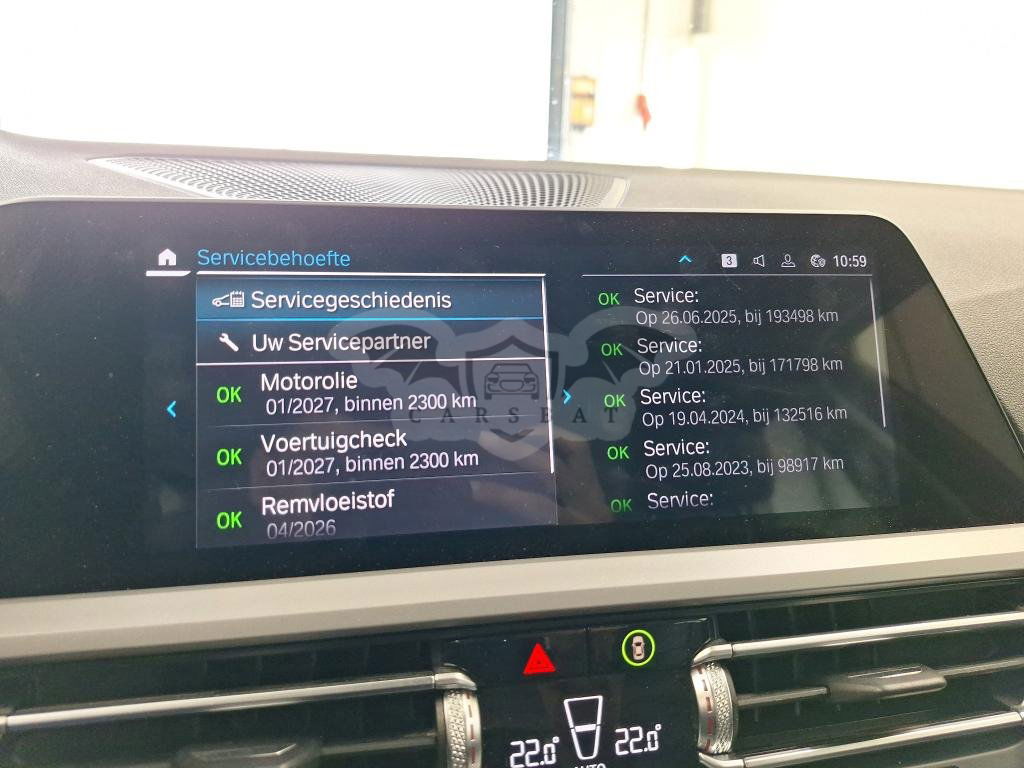 Servicebehoefte
3
10:59
Servicegeschiedenis
Uw Servicepartner
OK Motorolie
01/2027, binnen 2300 km
OK Voertuigcheck
01/2027, binnen 2300 km
OK Remvloeistof
04/2026
OK Service:
Op 26.06.2025, bij 193498 km
OK Service:
Op 21.01.2025, bij 171798 km
OK Service:
Op 19.04.2024, bij 132516 km
OK Service:
Op 25.08.2023, bij 98917 km
OK Service:
CARSBAT
22.0°
22.0°
AUTO